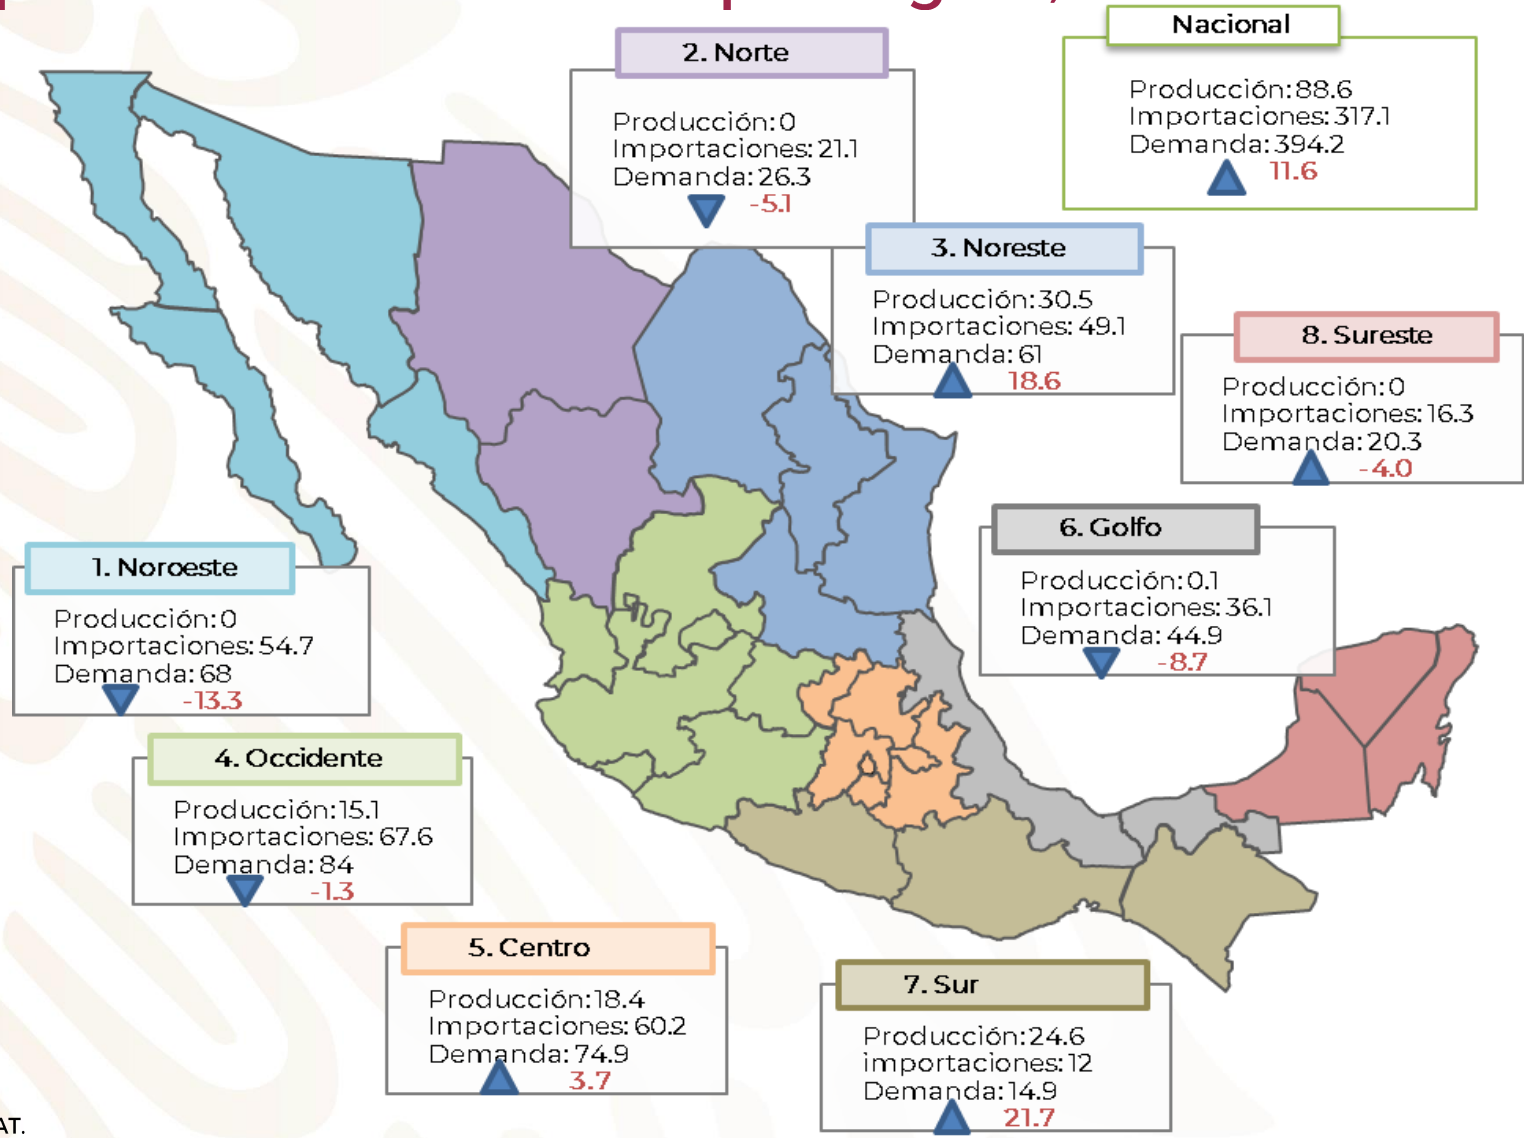 Nacional
Producción: 88.6
Importaciones: 317.1
Demanda: 394.2
11.6
2. Norte
Producción: 0
Importaciones: 21.1
Demanda: 26.3
-5.1
3. Noreste
Producción: 30.5
Importaciones: 49.1
Demanda: 61
18.6
8. Sureste
Producción: 0
Importaciones: 16.3
Demanda: 20.3
-4.0
6. Golfo
Producción: 0.1
Importaciones: 36.1
Demanda: 44.9
-8.7
1. Noroeste
Producción: 0
Importaciones: 54.7
Demanda: 68
-13.3
4. Occidente
Producción: 15.1
Importaciones: 67.6
Demanda: 84
-1.3
5. Centro
Producción: 18.4
Importaciones: 60.2
Demanda: 74.9
3.7
7. Sur
Producción: 24.6
importaciones: 12
Demanda: 14.9
21.7
AT.